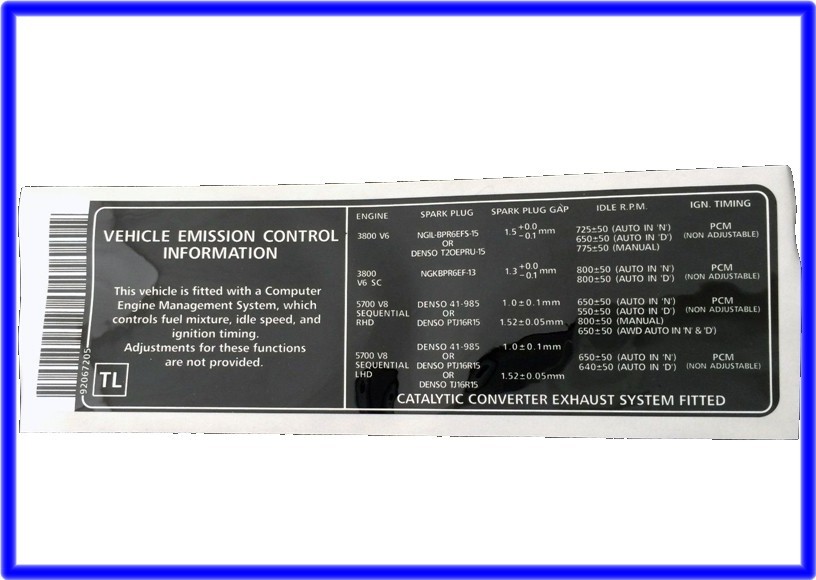 VEHICLE EMISSION CONTROL
INFORMATION
This vehicle is fitted with a Computer
Engine Management System, which
controls fuel mixture, idle speed, and
ignition timing.
Adjustments for these functions
are not provided.
TL
92067205
ENGINE SPARK PLUG SPARK PLUG GAP IDLE R.P.M. IGN. TIMING
3800 V6 NGIL-BPR6EFS-15 1.5 +0.0 -0.1 mm 725±50 (AUTO IN 'N') PCM
OR 650±50 (AUTO IN 'D') (NON ADJUSTABLE)
DENSO T20EPRU-15 775±50 (MANUAL)
3800 NGKBPR6EF-13 1.3 +0.0 -0.1 mm 800±50 (AUTO IN 'N') PCM
V6 SC 800±50 (AUTO IN 'D') (NON ADJUSTABLE)
5700 V8 DENSO 41-985 1.0±0.1mm 650±50 (AUTO IN 'N') PCM
SEQUENTIAL OR 550±50 (AUTO IN 'D') (NON ADJUSTABLE)
RHD DENSO PTJ16R15 1.52±0.05mm 800±50 (MANUAL)
650±50 (AWD AUTO IN 'N & 'D')
DENSO 41-985 1.0±0.1mm
5700 V8 OR 650±50 (AUTO IN 'N') PCM
SEQUENTIAL DENSO PTJ16R15 640±50 (AUTO IN 'D') (NON ADJUSTABLE)
LHD OR 1.52±0.05mm
DENSO TJ16R15
CATALYTIC CONVERTER EXHAUST SYSTEM FITTED